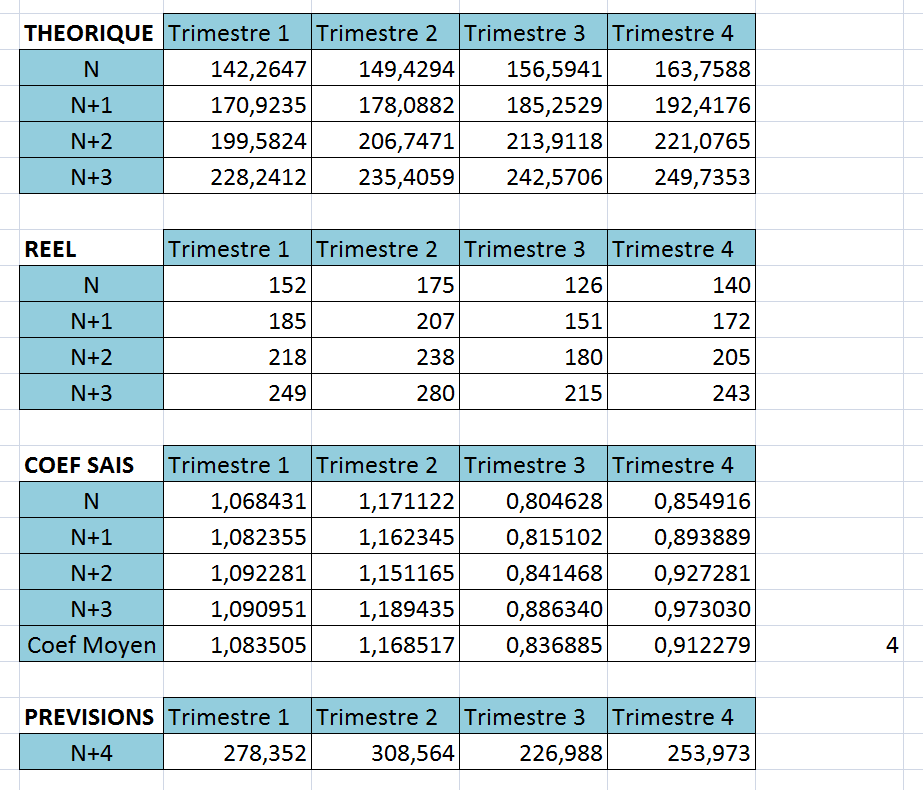 THEORIQUE Trimestre 1 Trimestre 2 Trimestre 3 Trimestre 4
N 142,2647 149,4294 156,5941 163,7588
N+1 170,9235 178,0882 185,2529 192,4176
N+2 199,5824 206,7471 213,9118 221,0765
N+3 228,2412 235,4059 242,5706 249,7353
REEL Trimestre 1 Trimestre 2 Trimestre 3 Trimestre 4
N 152 175 126 140
N+1 185 207 151 172
N+2 218 238 180 205
N+3 249 280 215 243
COEF SAIS Trimestre 1 Trimestre 2 Trimestre 3 Trimestre 4
N 1,068431 1,171122 0,804628 0,854916
N+1 1,082355 1,162345 0,815102 0,893889
N+2 1,092281 1,151165 0,841468 0,927281
N+3 1,090951 1,189435 0,886340 0,973030
Coef Moyen 1,083505 1,168517 0,836885 0,912279 4
PREVISIONS Trimestre 1 Trimestre 2 Trimestre 3 Trimestre 4
N+4 278,352 308,564 226,988 253,973